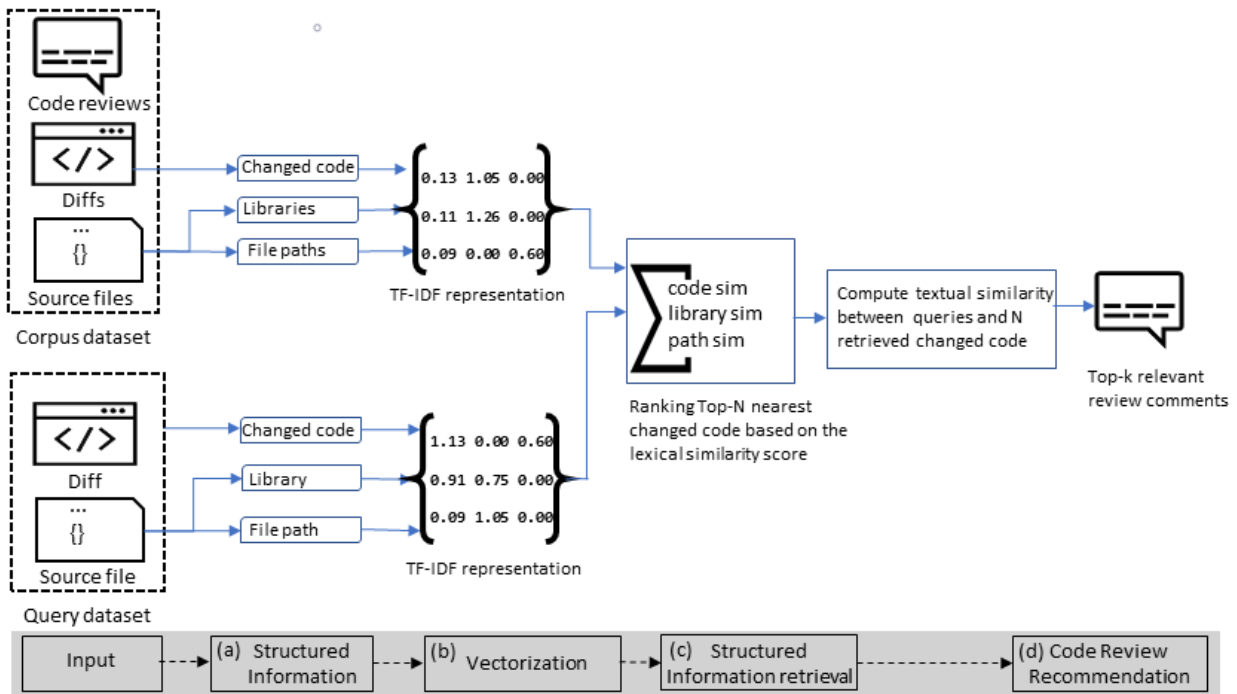 Code reviews
</>
Diffs
...
{}
Source files
Corpus dataset
Changed code
Libraries
File paths
0.13 1.05 0.00
0.11 1.26 0.00
0.09 0.00 0.60
TF-IDF representation
</>
Diff
...
{}
Source file
Query dataset
Changed code
Library
File path
1.13 0.00 0.60
0.91 0.75 0.00
0.09 1.05 0.00
TF-IDF representation
code sim
library sim
path sim
Ranking Top-N nearest
changed code based on the
lexical similarity score
Compute textual similarity
between queries and N
retrieved changed code
Top-k relevant
review comments
Input
(a) Structured
Information
(b) Vectorization
(c) Structured
Information retrieval
(d) Code Review
Recommendation